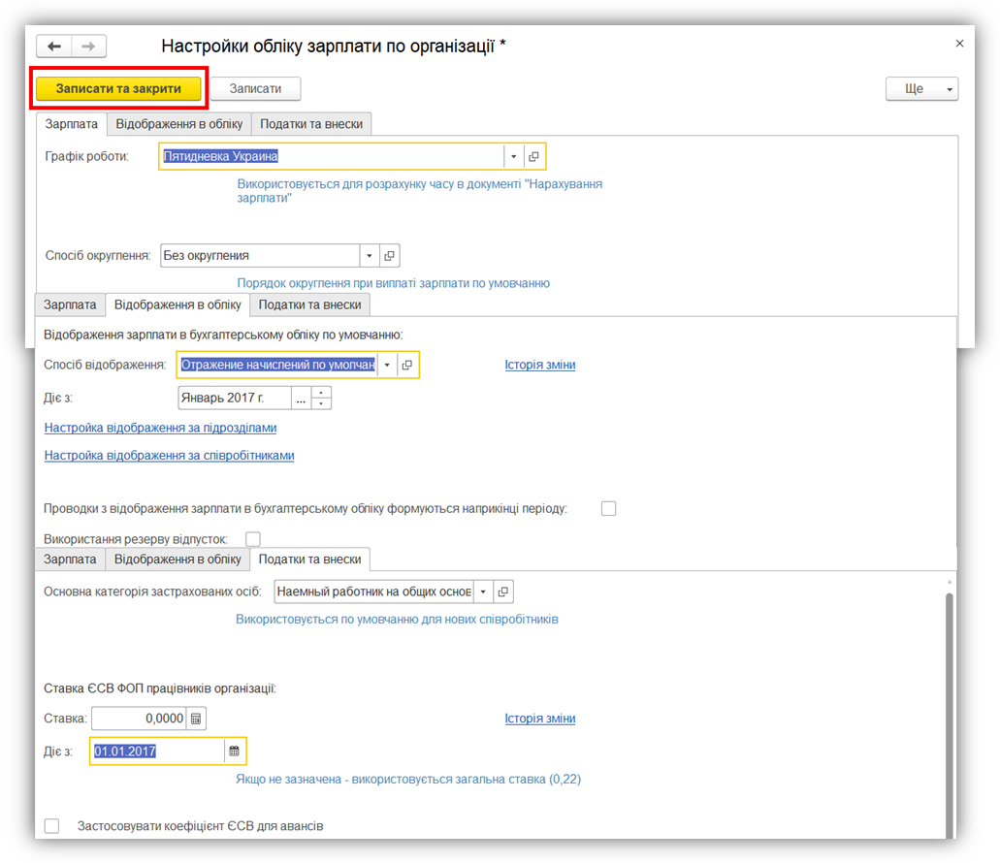 Настройки обліку зарплати по організації *
Записати та закрити
Записати
Ще
Зарплата
Відображення в обліку
Податки та внески
Графік роботи:
Пятидневка Украина
Використовується для розрахунку часу в документі "Нарахування
зарплати"
Спосіб округлення:
Без округления
Порядок округлення при виплаті зарплати по умовчанню
Зарплата
Відображення в обліку
Податки та внески
Відображення зарплати в бухгалтерському обліку по умовчанню:
Спосіб відображення:
Отражение начислений по умолчан
Історія зміни
Діє з:
Январь 2017 г.
...
Настройка відображення за підрозділами
Настройка відображення за співробітниками
Проводки з відображення зарплати в бухгалтерському обліку формуються наприкінці періоду:
Використання резерву відпусток:
Зарплата
Відображення в обліку
Податки та внески
Основна категорія застрахованих осіб:
Наемный работник на общих основ
Використовується по умовчанню для нових співробітників
Ставка ЄСВ ФОП працівників організації:
Ставка:
0,0000
Історія зміни
Діє з:
01.01.2017
Якщо не зазначена - використовується загальна ставка (0,22)
Застосовувати коефіцієнт ЄСВ для авансів